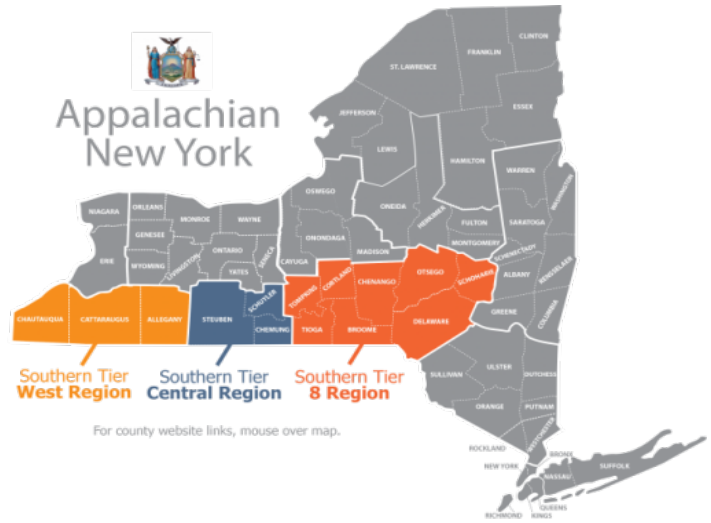 Appalachian
New York
CLINTON
FRANKLIN
ST. LAWRENCE
ESSEX
JEFFERSON
LEWIS
HAMILTON
WARREN
WASHINGTON
OSWEGO
ONEIDA
HERKIMER
FULTON
SARATOGA
MONTGOMERY
NIAGARA
ORLEANS
MONROE
WAYNE
GENESEE
ONTARIO
SENECA
CAYUGA
ONONDAGA
MADISON
SCHENECTADY
ERIE
WYOMING
LIVINGSTON
YATES
ALBANY
RENSSELAER
OTSEGO
SCHOHARIE
TOMPKINS
CORTLAND
CHENANGO
GREENE
COLUMBIA
CHAUTAUQUA
CATTARAUGUS
ALLEGANY
STEUBEN
SCHUYLER
CHEMUNG
TIOGA
BROOME
DELAWARE
Southern Tier
West Region
Southern Tier
Central Region
Southern Tier
8 Region
SULLIVAN
ULSTER
DUTCHESS
ORANGE
PUTNAM
WESTCHESTER
For county website links, mouse over map.
ROCKLAND
BRONX
NEW YORK
NASSAU
SUFFOLK
QUEENS
RICHMOND
KINGS